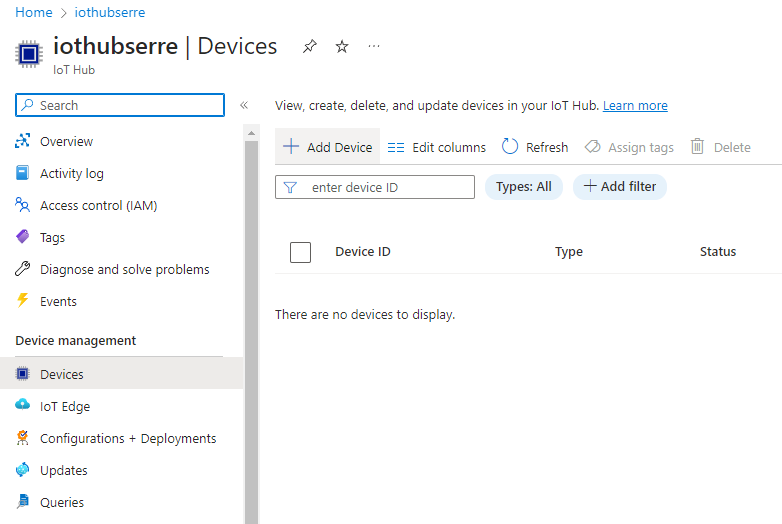 Home > iothubserre
iothubserre | Devices
IoT Hub
Search
Overview
Activity log
Access control (IAM)
Tags
Diagnose and solve problems
Events
Device management
Devices
IoT Edge
Configurations + Deployments
Updates
Queries
View, create, delete, and update devices in your IoT Hub. Learn more
Add Device Edit columns Refresh Assign tags Delete
enter device ID Types: All Add filter
Device ID Type Status
There are no devices to display.